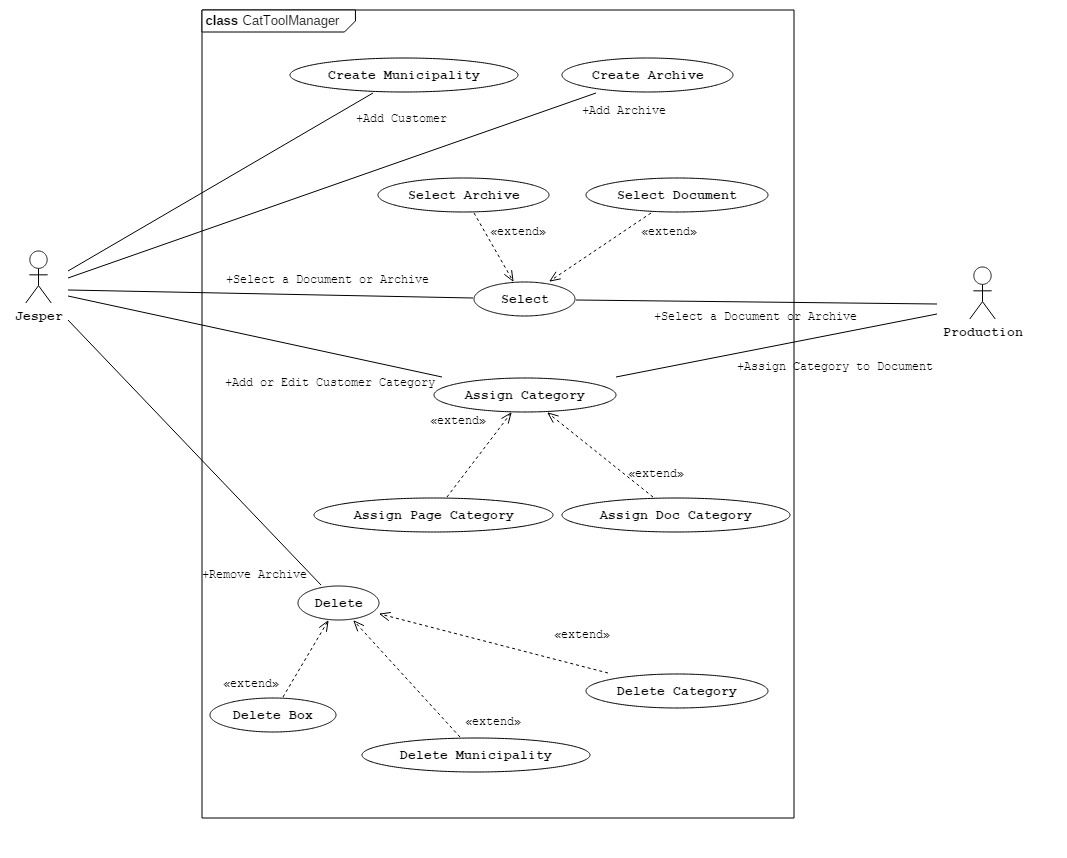 class CatToolManager
Create Municipality
Create Archive
+Add Customer
+Add Archive
Select Archive
Select Document
«extend»
«extend»
+Select a Document or Archive
Select
+Select a Document or Archive
Jesper
Production
+Assign Category to Document
+Add or Edit Customer Category
Assign Category
«extend»
«extend»
Assign Page Category
Assign Doc Category
+Remove Archive
Delete
«extend»
«extend»
Delete Category
Delete Box
«extend»
Delete Municipality